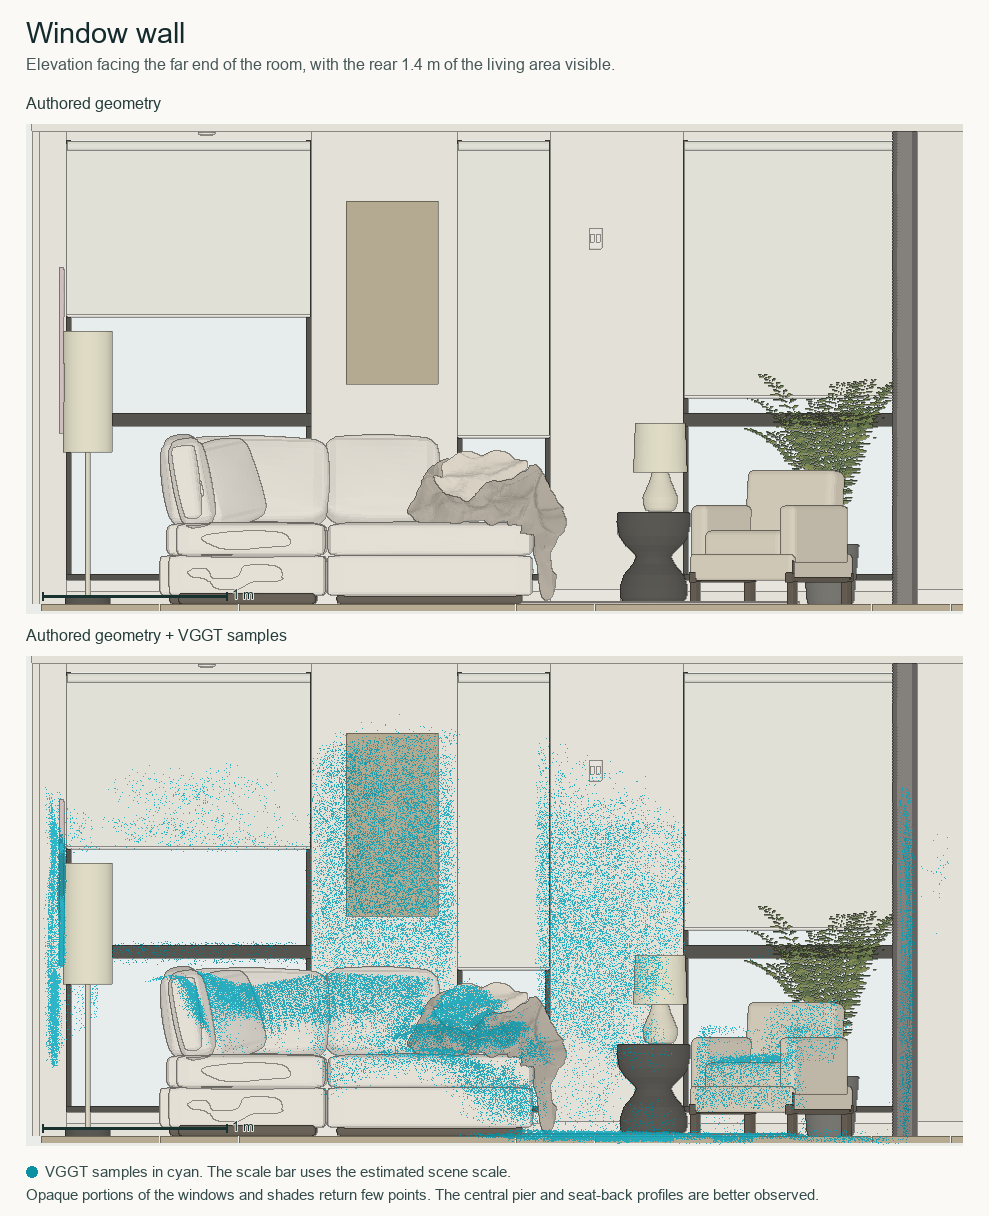 Window wall
Elevation facing the far end of the room, with the rear 1.4 m of the living area visible.
Authored geometry
1 m
Authored geometry + VGGT samples
1 m
VGGT samples in cyan. The scale bar uses the estimated scene scale.
Opaque portions of the windows and shades return few points. The central pier and seat-back profiles are better observed.